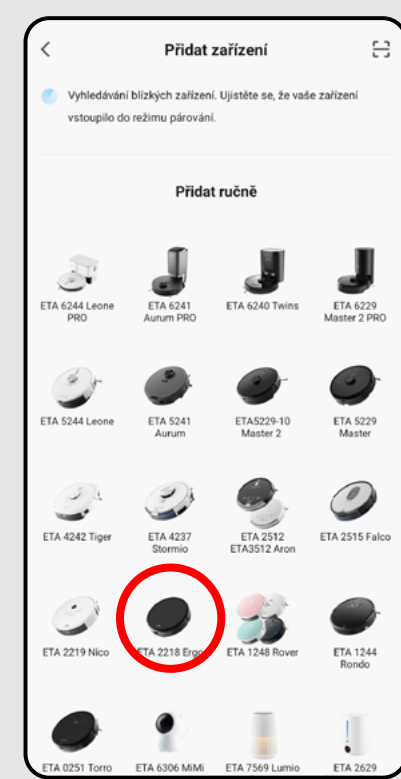 Přidat zařízení
Vyhledávání blízkých zařízení. Ujistěte se, že vaše zařízení
vstoupilo do režimu párování.
Přidat ručně
ETA 6244 Leone PRO
ETA 6241 Aurum PRO
ETA 6240 Twins
ETA 6229 Master 2 PRO
ETA 5244 Leone
ETA 5241 Aurum
ETA5229-10 Master 2
ETA 5229 Master
ETA 4242 Tiger
ETA 4237 Stormio
ETA 2512 ETA3512 Aron
ETA 2515 Falco
ETA 2219 Nico
ETA 2218 Ergo
ETA 1248 Rover
ETA 1244 Rondo
ETA 0251 Torro
ETA 6306 MiMi
ETA 7569 Lumio
ETA 2629